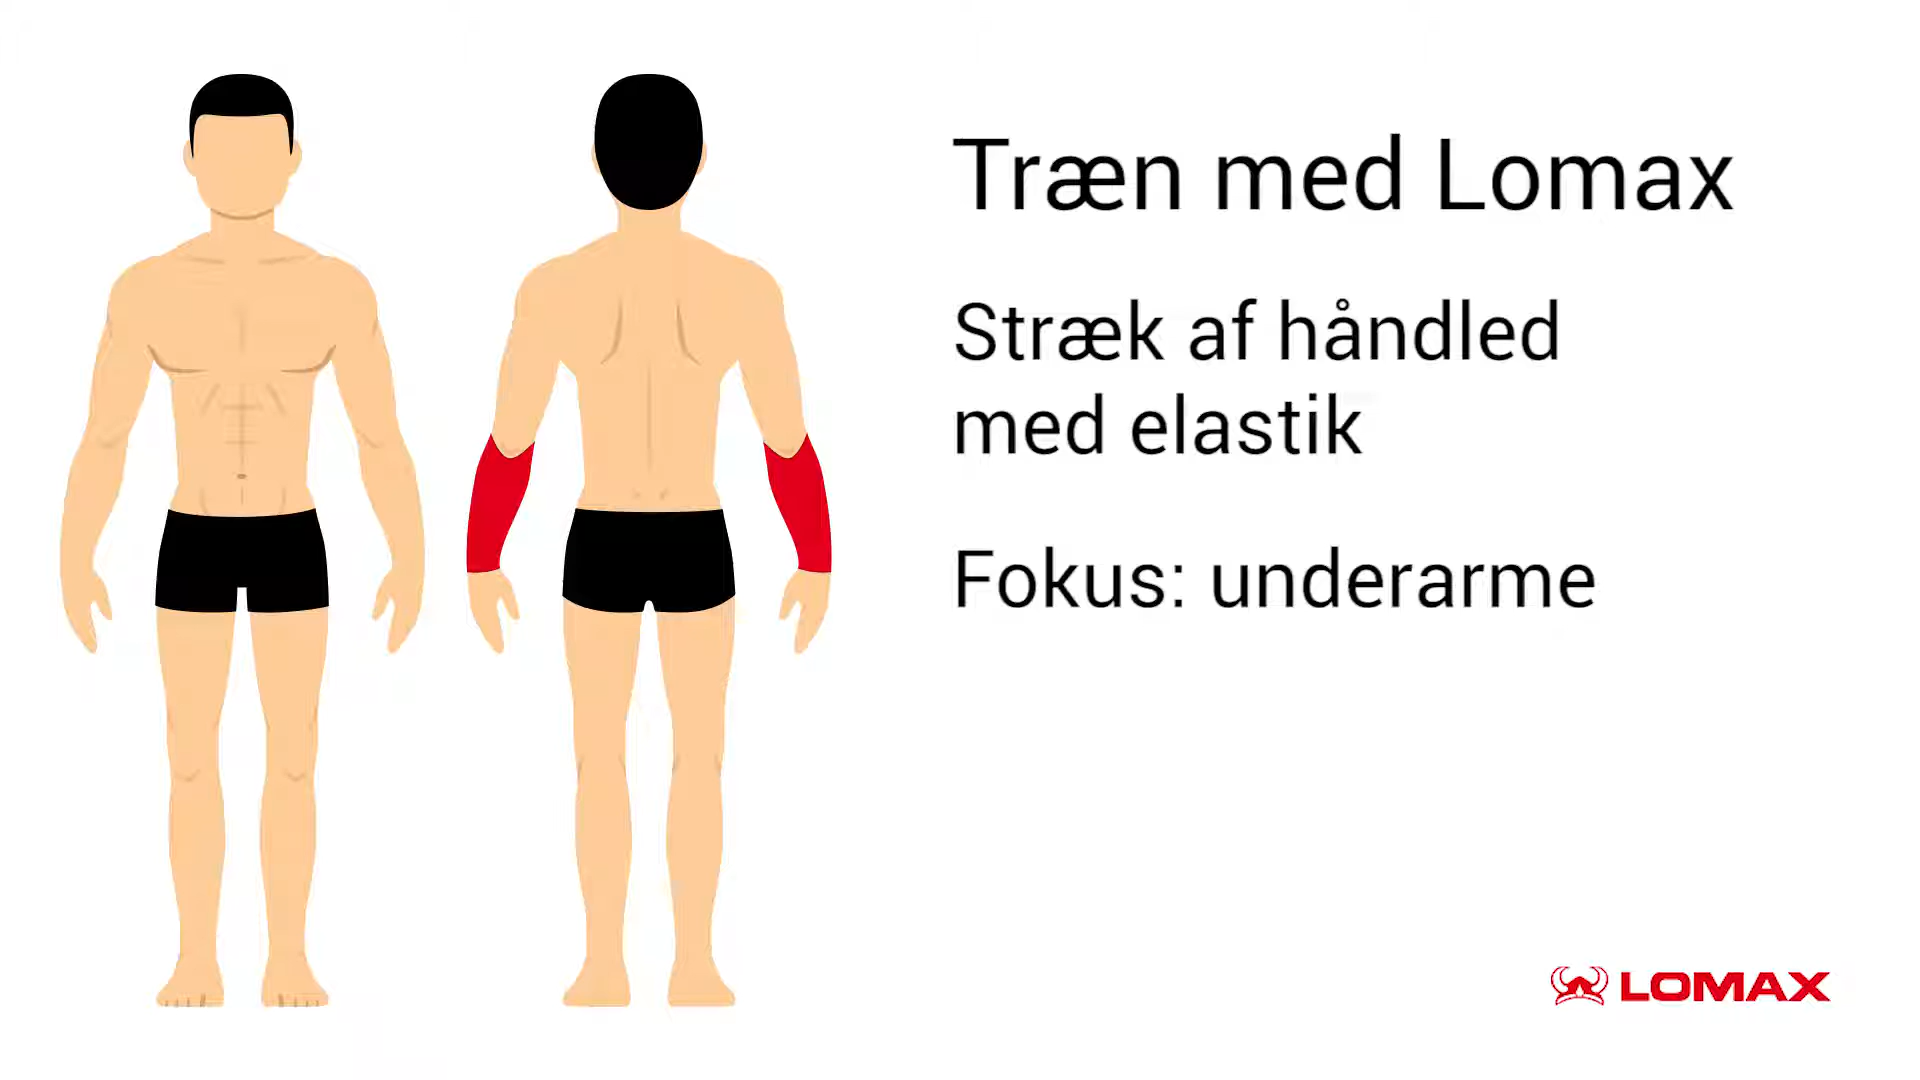 Træn med Lomax
Stræk af håndled
med elastik
Fokus: underarme
LOMAX